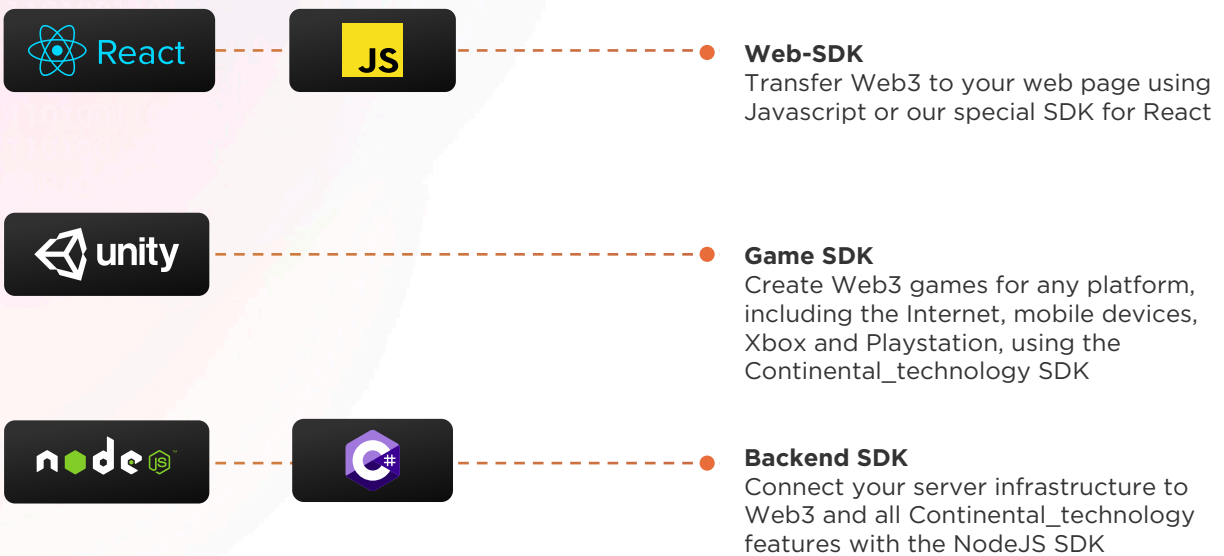 React
JS
Web-SDK
Transfer Web3 to your web page using
Javascript or our special SDK for React
unity
Game SDK
Create Web3 games for any platform,
including the Internet, mobile devices,
Xbox and Playstation, using the
Continental_technology SDK
node JS™
C#
Backend SDK
Connect your server infrastructure to
Web3 and all Continental_technology
features with the NodeJS SDK